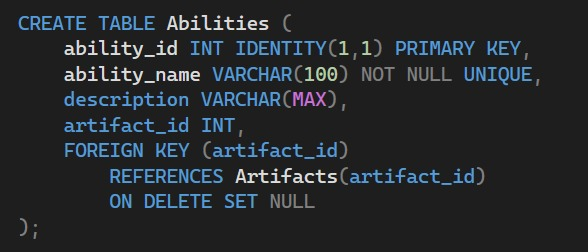 CREATE TABLE Abilities (
    ability_id INT IDENTITY(1,1) PRIMARY KEY,
    ability_name VARCHAR(100) NOT NULL UNIQUE,
    description VARCHAR(MAX),
    artifact_id INT,
    FOREIGN KEY (artifact_id)
        REFERENCES Artifacts(artifact_id)
        ON DELETE SET NULL
);